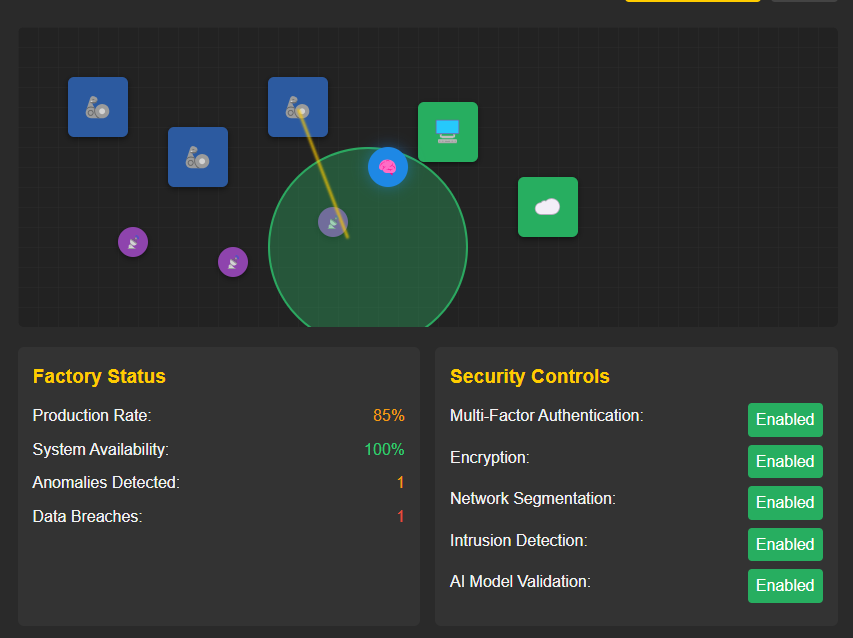 Factory Status
Production Rate: 85%
System Availability: 100%
Anomalies Detected: 1
Data Breaches: 1
Security Controls
Multi-Factor Authentication: Enabled
Encryption: Enabled
Network Segmentation: Enabled
Intrusion Detection: Enabled
AI Model Validation: Enabled